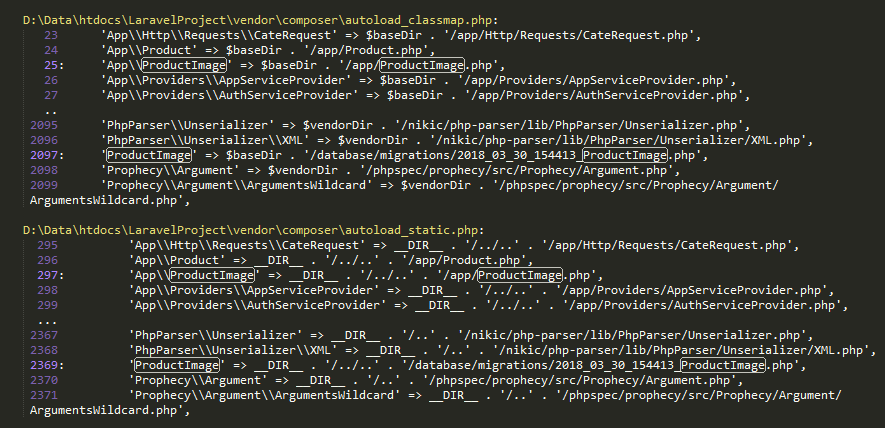 D:\Data\htdocs\LaravelProject\vendor\composer\autoload_classmap.php:
23 'App\\Http\\Requests\\CateRequest' => $baseDir . '/app/Http/Requests/CateRequest.php',
24 'App\\Product' => $baseDir . '/app/Product.php',
25: 'App\\ProductImage' => $baseDir . '/app/ProductImage.php',
26 'App\\Providers\\AppServiceProvider' => $baseDir . '/app/Providers/AppServiceProvider.php',
27 'App\\Providers\\AuthServiceProvider' => $baseDir . '/app/Providers/AuthServiceProvider.php',
..
2095 'PhpParser\\Unserializer' => $vendorDir . '/nikic/php-parser/lib/PhpParser/Unserializer.php',
2096 'PhpParser\\Unserializer\\XML' => $vendorDir . '/nikic/php-parser/lib/PhpParser/Unserializer/XML.php',
2097: 'ProductImage' => $baseDir . '/database/migrations/2018_03_30_154413_ProductImage.php',
2098 'Prophecy\\Argument' => $vendorDir . '/phpspec/prophecy/src/Prophecy/Argument.php',
2099 'Prophecy\\Argument\\ArgumentsWildcard' => $vendorDir . '/phpspec/prophecy/src/Prophecy/Argument/
ArgumentsWildcard.php',
D:\Data\htdocs\LaravelProject\vendor\composer\autoload_static.php:
295 'App\\Http\\Requests\\CateRequest' => __DIR__ . '/../..' . '/app/Http/Requests/CateRequest.php',
296 'App\\Product' => __DIR__ . '/../..' . '/app/Product.php',
297: 'App\\ProductImage' => __DIR__ . '/../..' . '/app/ProductImage.php',
298 'App\\Providers\\AppServiceProvider' => __DIR__ . '/../..' . '/app/Providers/AppServiceProvider.php',
299 'App\\Providers\\AuthServiceProvider' => __DIR__ . '/../..' . '/app/Providers/AuthServiceProvider.php',
...
2367 'PhpParser\\Unserializer' => __DIR__ . '/..' . '/nikic/php-parser/lib/PhpParser/Unserializer.php',
2368 'PhpParser\\Unserializer\\XML' => __DIR__ . '/..' . '/nikic/php-parser/lib/PhpParser/Unserializer/XML.php',
2369: 'ProductImage' => __DIR__ . '/../..' . '/database/migrations/2018_03_30_154413_ProductImage.php',
2370 'Prophecy\\Argument' => __DIR__ . '/..' . '/phpspec/prophecy/src/Prophecy/Argument.php',
2371 'Prophecy\\Argument\\ArgumentsWildcard' => __DIR__ . '/..' . '/phpspec/prophecy/src/Prophecy/Argument/
ArgumentsWildcard.php',